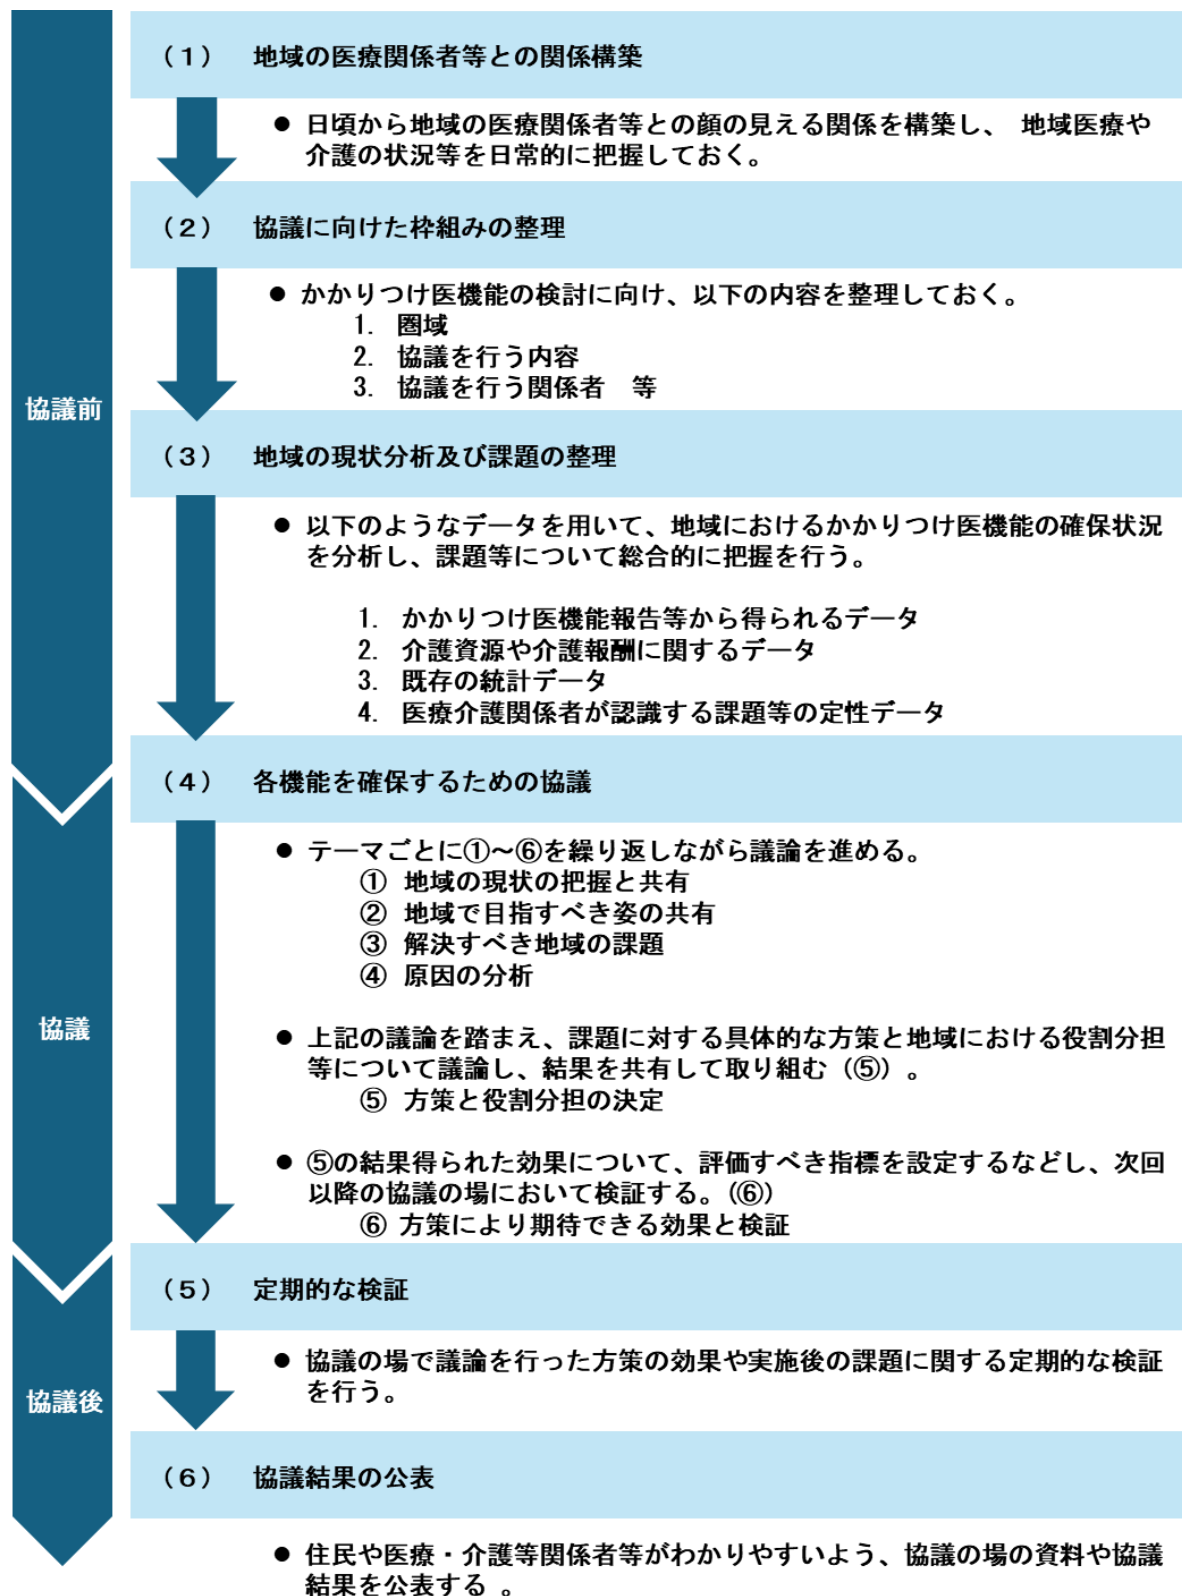 協議前
（１）　地域の医療関係者等との関係構築
● 日頃から地域の医療関係者等との顔の見える関係を構築し、 地域医療や
介護の状況等を日常的に把握しておく。
（２）　協議に向けた枠組みの整理
● かかりつけ医機能の検討に向け、以下の内容を整理しておく。
1. 圏域
2. 協議を行う内容
3. 協議を行う関係者　等
（３）　地域の現状分析及び課題の整理
● 以下のようなデータを用いて、地域におけるかかりつけ医機能の確保状況
を分析し、課題等について総合的に把握を行う。
1. かかりつけ医機能報告等から得られるデータ
2. 介護資源や介護報酬に関するデータ
3. 既存の統計データ
4. 医療介護関係者が認識する課題等の定性データ
協議
（４）　各機能を確保するための協議
● テーマごとに①～⑥を繰り返しながら議論を進める。
① 地域の現状の把握と共有
② 地域で目指すべき姿の共有
③ 解決すべき地域の課題
④ 原因の分析
● 上記の議論を踏まえ、課題に対する具体的な方策と地域における役割分担
等について議論し、結果を共有して取り組む（⑤）。
⑤ 方策と役割分担の決定
● ⑤の結果得られた効果について、評価すべき指標を設定するなどし、次回
以降の協議の場において検証する。(⑥)
⑥ 方策により期待できる効果と検証
協議後
（５）　定期的な検証
● 協議の場で議論を行った方策の効果や実施後の課題に関する定期的な検証
を行う。
（６）　協議結果の公表
● 住民や医療・介護等関係者等がわかりやすいよう、協議の場の資料や協議
結果を公表する 。